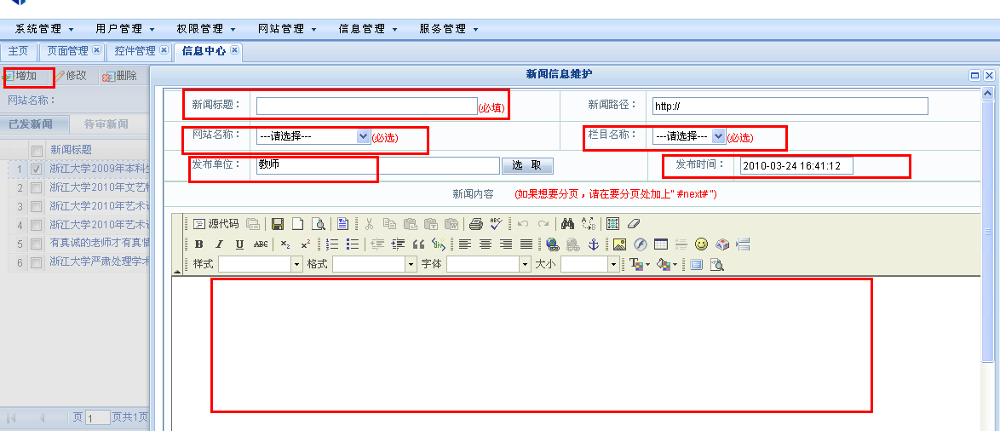 系统管理 用户管理 权限管理 网站管理 信息管理 服务管理
主页 页面管理 控件管理 信息中心
增加 修改 删除 新闻信息维护
网站名称：
已发新闻 待审新闻
新闻标题
1 浙江大学2009年本科生
2 浙江大学2010年文艺特
3 浙江大学2010年艺术
4 浙江大学2010年艺术
5 有真诚的老师才有真情
6 浙江大学严肃处理学术
页 1 页共1页
新闻标题： (必填) 新闻路径： http://
网站名称： ---请选择--- (必选) 栏目名称： ---请选择--- (必选)
发布单位： 教师 选 取 发布时间： 2010-03-24 16:41:12
新闻内容 (如果想要分页，请在要分页处加上" #next# ")
源代码 ABC
B I U ABC x₂ x²
样式 格式 字体 大小